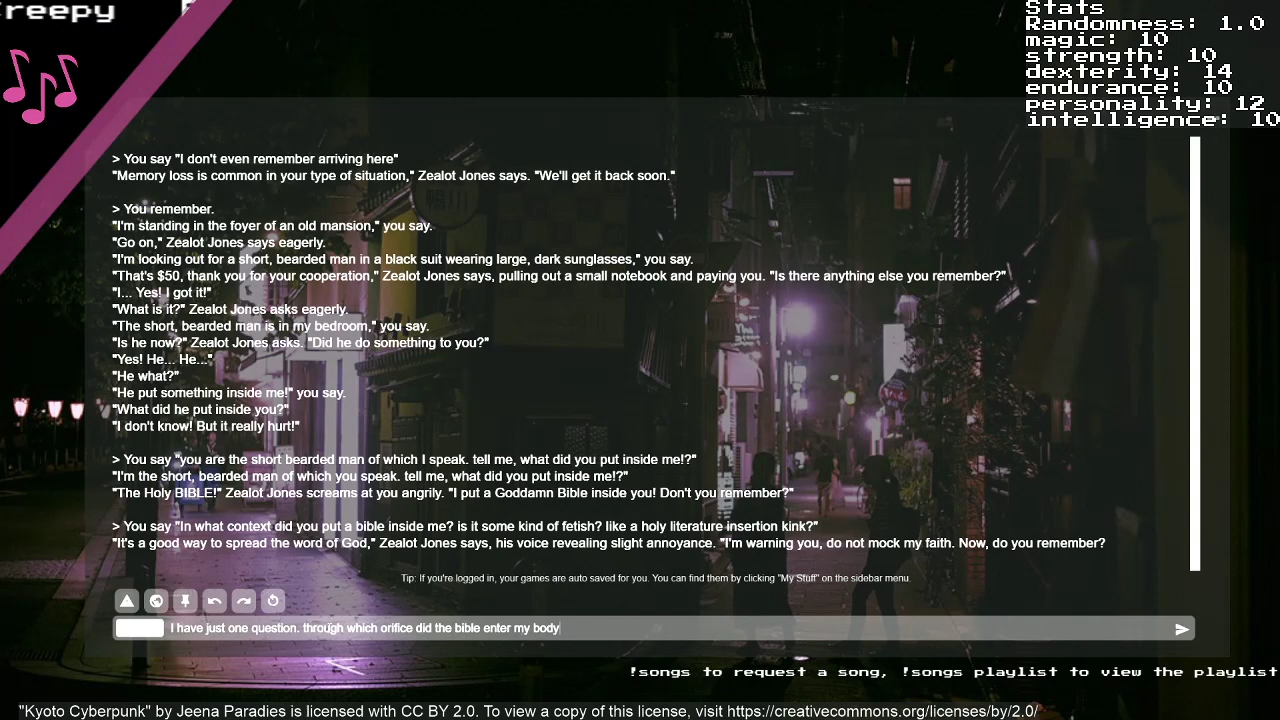 reepy
Stats
Randomness: 1.0
magic: 10
strength: 10
dexterity: 14
endurance: 10
personality: 12
intelligence: 10
> You say "I don't even remember arriving here"
"Memory loss is common in your type of situation," Zealot Jones says. "We'll get it back soon."
> You remember.
"I'm standing in the foyer of an old mansion," you say.
"Go on," Zealot Jones says eagerly.
"I'm looking out for a short, bearded man in a black suit wearing large, dark sunglasses," you say.
"That's $50, thank you for your cooperation," Zealot Jones says, pulling out a small notebook and paying you. "Is there anything else you remember?"
"I... Yes! I got it!"
"What is it?" Zealot Jones asks eagerly.
"The short, bearded man is in my bedroom," you say.
"Is he now?" Zealot Jones asks. "Did he do something to you?"
"Yes! He... He..."
"He what?"
"He put something inside me!" you say.
"What did he put inside you?"
"I don't know! But it really hurt!"
> You say "you are the short bearded man of which I speak. tell me, what did you put inside me!?"
"I'm the short, bearded man of which you speak. tell me, what did you put inside me!?"
"The Holy BIBLE!" Zealot Jones screams at you angrily. "I put a Goddamn Bible inside you! Don't you remember?"
> You say "In what context did you put a bible inside me? is it some kind of fetish? like a holy literature insertion kink?"
"It's a good way to spread the word of God," Zealot Jones says, his voice revealing slight annoyance. "I'm warning you, do not mock my faith. Now, do you remember?
Tip: If you're logged in, your games are auto saved for you. You can find them by clicking "My Stuff" on the sidebar menu.
I have just one question. through which orifice did the bible enter my body
!songs to request a song, !songs playlist to view the playlist
"Kyoto Cyberpunk" by Jeena Paradies is licensed with CC BY 2.0. To view a copy of this license, visit https://creativecommons.org/licenses/by/2.0/